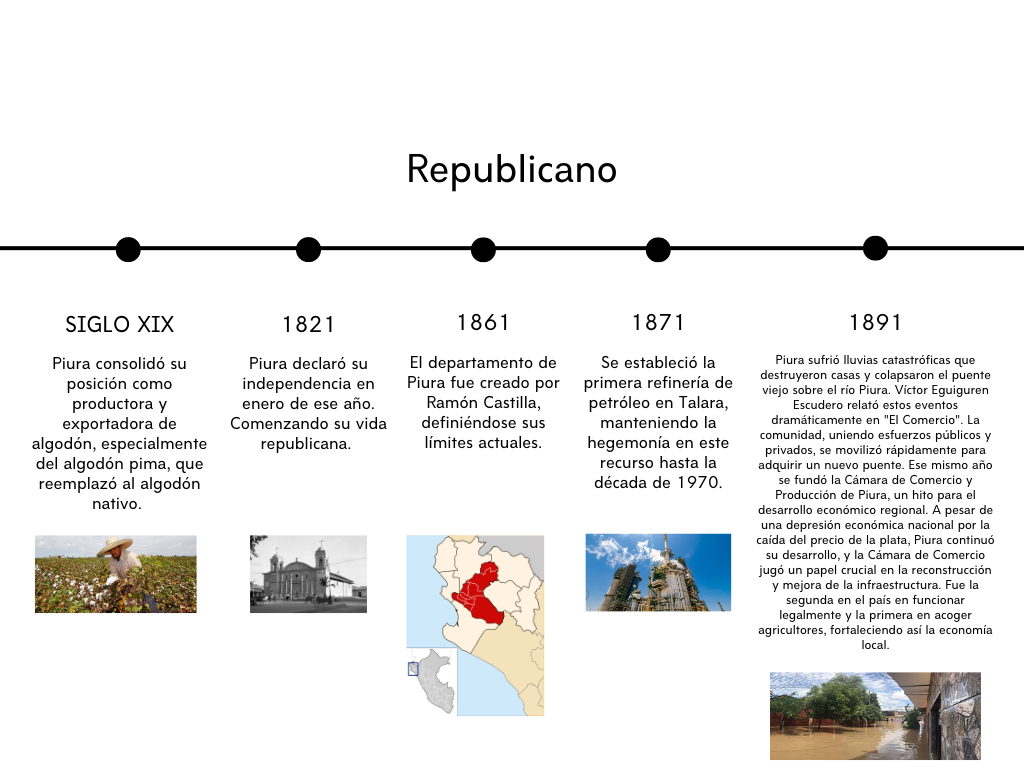 Republicano
SIGLO XIX
Piura consolidó su
posición como
productora y
exportadora de
algodón, especialmente
del algodón pima, que
reemplazó al algodón
nativo.
1821
Piura declaró su
independencia en
enero de ese año.
Comenzando su vida
republicana.
1861
El departamento de
Piura fue creado por
Ramón Castilla,
definiéndose sus
límites actuales.
1871
Se estableció la
primera refinería de
petróleo en Talara,
manteniendo la
hegemonía en este
recurso hasta la
década de 1970.
1891
Piura sufrió lluvias catastróficas que
destruyeron casas y colapsaron el puente
viejo sobre el río Piura. Víctor Eguiguren
Escudero relató estos eventos
dramáticamente en "El Comercio". La
comunidad, uniendo esfuerzos públicos y
privados, se movilizó rápidamente para
adquirir un nuevo puente. Ese mismo año
se fundó la Cámara de Comercio y
Producción de Piura, un hito para el
desarrollo económico regional. A pesar de
una depresión económica nacional por la
caída del precio de la plata, Piura continuó
su desarrollo, y la Cámara de Comercio
jugó un papel crucial en la reconstrucción
y mejora de la infraestructura. Fue la
segunda en el país en funcionar
legalmente y la primera en acoger
agricultores, fortaleciendo así la economía
local.